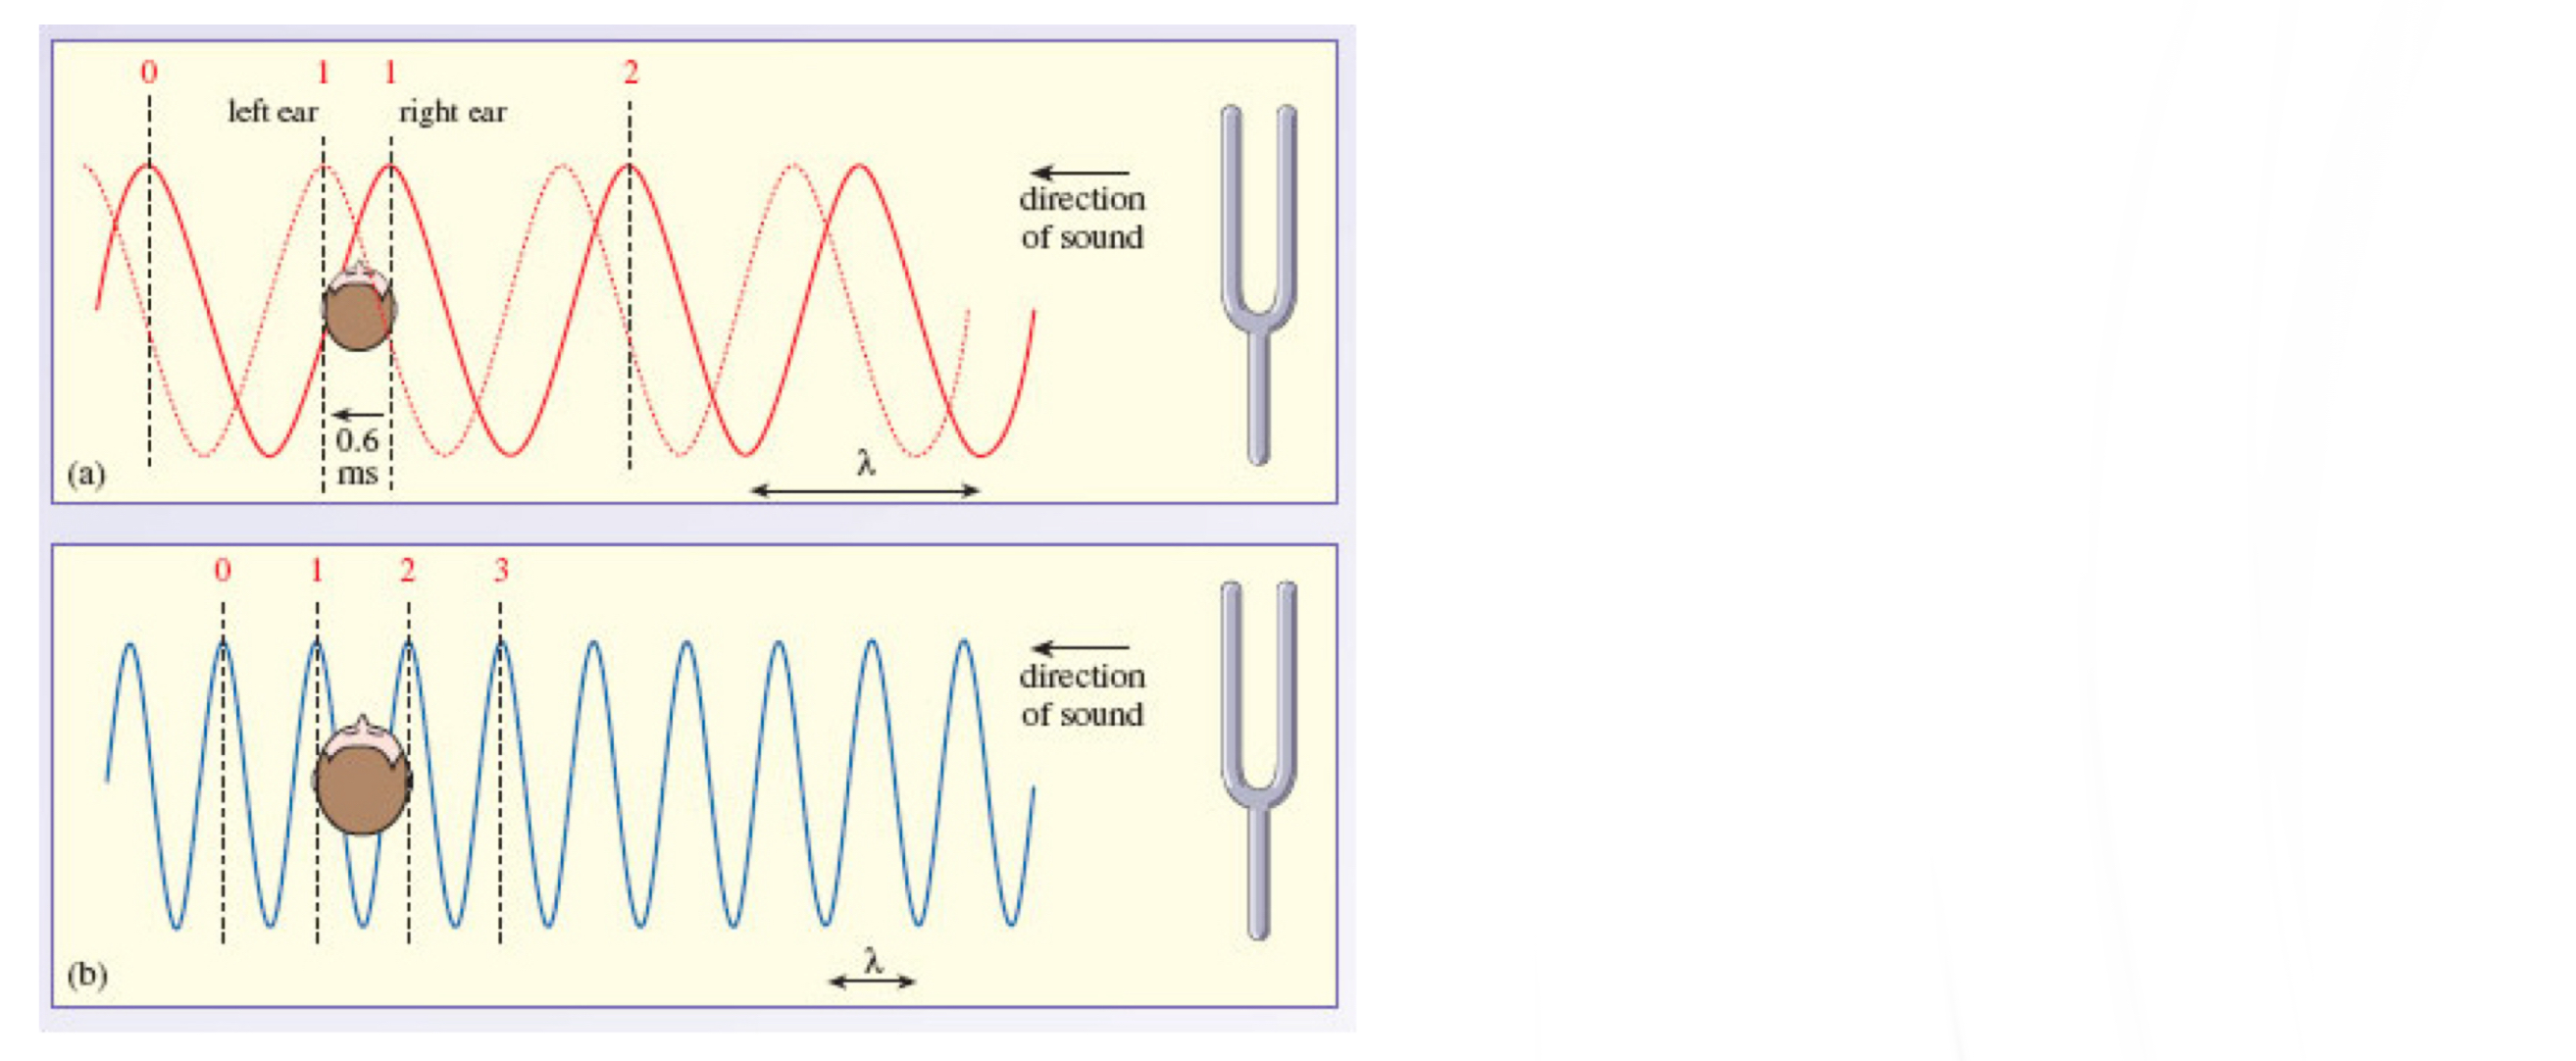 0 1 1 2
left ear right ear
direction
of sound
0.6
ms
λ
(a)
0 1 2 3
direction
of sound
λ
(b)